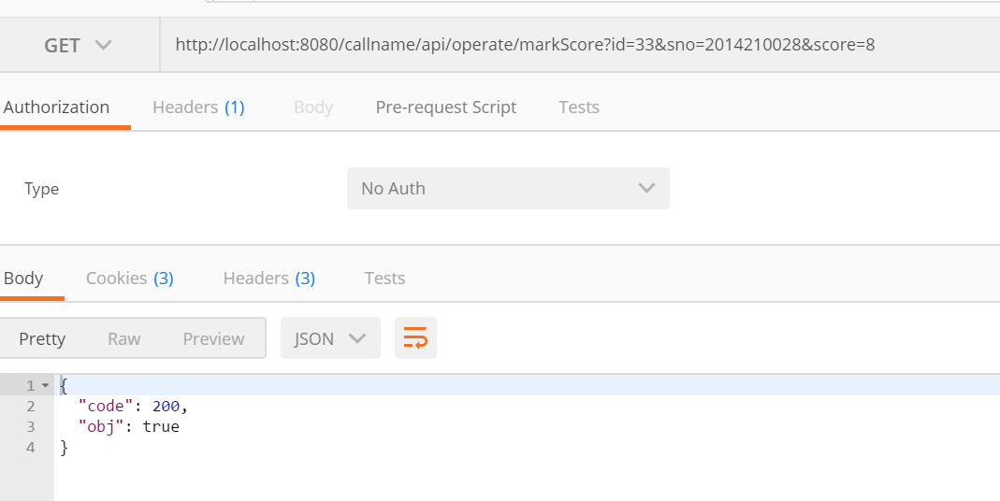 GET http://localhost:8080/callname/api/operate/markScore?id=33&sno=2014210028&score=8
Authorization Headers (1) Body Pre-request Script Tests
Type No Auth
Body Cookies (3) Headers (3) Tests
Pretty Raw Preview JSON
1 {
2 "code": 200,
3 "obj": true
4 }